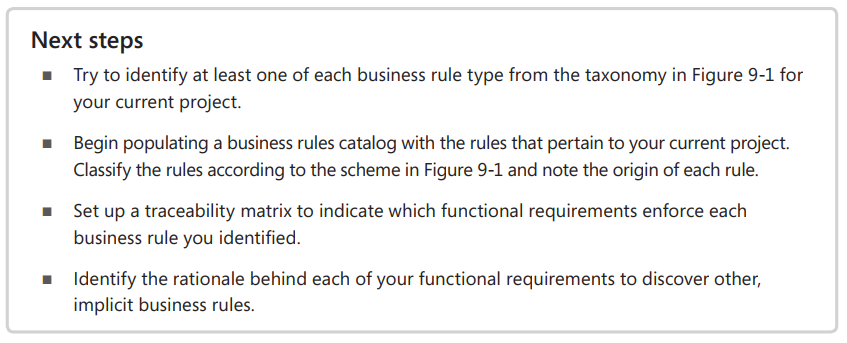 Next steps
■ Try to identify at least one of each business rule type from the taxonomy in Figure 9-1 for
your current project.
■ Begin populating a business rules catalog with the rules that pertain to your current project.
Classify the rules according to the scheme in Figure 9-1 and note the origin of each rule.
■ Set up a traceability matrix to indicate which functional requirements enforce each
business rule you identified.
■ Identify the rationale behind each of your functional requirements to discover other,
implicit business rules.